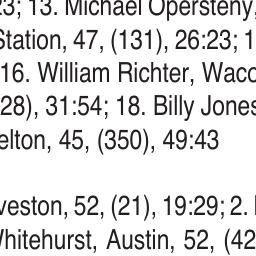 23; 13. Michael Opersteny,
Station, 47, (131), 26:23; 1
16. William Richter, Waco
28), 31:54; 18. Billy Jones
elton, 45, (350), 49:43
veston, 52, (21), 19:29; 2.
Whitehurst, Austin, 52, (42